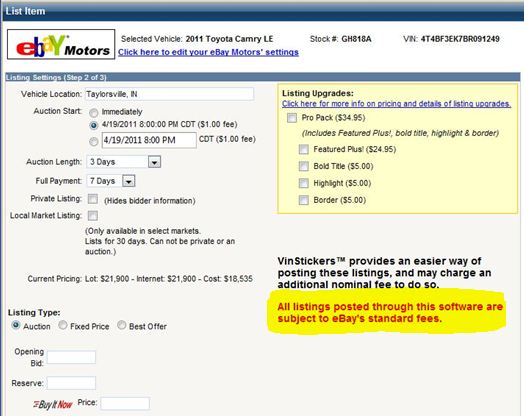 List Item
ebay Motors
Selected Vehicle: 2011 Toyota Camry LE Stock #: GH818A VIN: 4T4BF3EK7BR091249
Click here to edit your eBay Motors' settings
Listing Settings (Step 2 of 3)
Vehicle Location: Taylorsville, IN
Auction Start: Immediately
4/19/2011 8:00:00 PM CDT ($1.00 fee)
4/19/2011 8:00 PM CDT ($1.00 fee)
Auction Length: 3 Days
Full Payment: 7 Days
Private Listing: (Hides bidder information)
Local Market Listing:
(Only available in select markets.
Lists for 30 days. Can not be private or an
auction.)
Current Pricing: Lot: $21,900 - Internet: $21,900 - Cost: $18,535
Listing Upgrades:
Click here for more info on pricing and details of listing upgrades.
Pro Pack ($34.95)
(Includes Featured Plus!, bold title, highlight & border)
Featured Plus! ($24.95)
Bold Title ($5.00)
Highlight ($5.00)
Border ($5.00)
VinStickers™ provides an easier way of
posting these listings, and may charge an
additional nominal fee to do so.
All listings posted through this software are
subject to eBay's standard fees.
Listing Type:
Auction Fixed Price Best Offer
Opening
Bid:
Reserve:
Buy It Now Price: